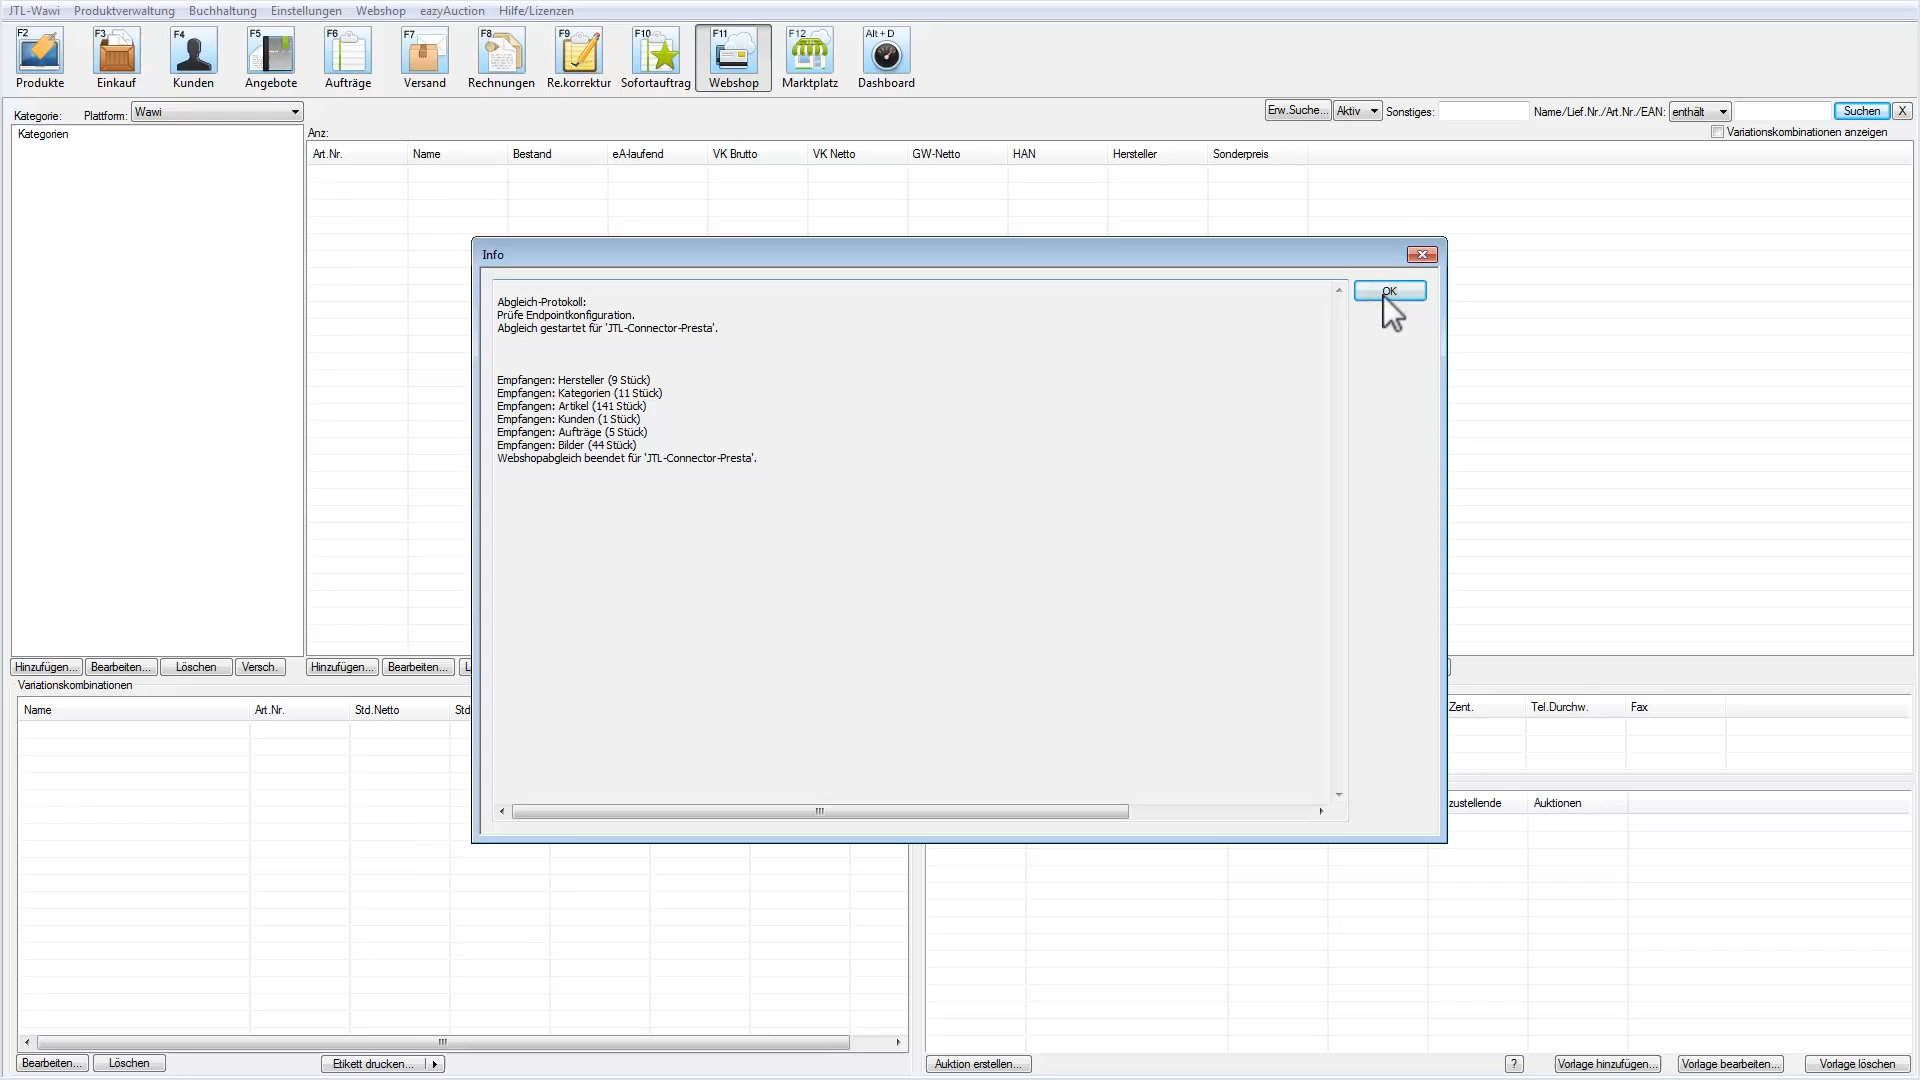 JTL-Wawi Produktverwaltung Buchhaltung Einstellungen Webshop eazyAuction Hilfe/Lizenzen
F2 F3 F4 F5 F6 F7 F8 F9 F10 F11 F12 Alt + D
Produkte Einkauf Kunden Angebote Aufträge Versand Rechnungen Re.korrektur Sofortauftrag Webshop Marktplatz Dashboard
Kategorie: Plattform: Wawi Erw.Suche... Aktiv Sonstiges: Name/Lief.Nr./Art.Nr./EAN: enthält Suchen X
Kategorien Anz: Variationskombinationen anzeigen
Art.Nr. Name Bestand eA-laufend VK Brutto VK Netto GW-Netto HAN Hersteller Sonderpreis
Info
OK
Abgleich-Protokoll:
Prüfe Endpointkonfiguration.
Abgleich gestartet für 'JTL-Connector-Presta'.
Empfangen: Hersteller (9 Stück)
Empfangen: Kategorien (11 Stück)
Empfangen: Artikel (141 Stück)
Empfangen: Kunden (1 Stück)
Empfangen: Aufträge (5 Stück)
Empfangen: Bilder (44 Stück)
Webshopabgleich beendet für 'JTL-Connector-Presta'.
Hinzufügen... Bearbeiten... Löschen Versch. Hinzufügen... Bearbeiten... L
Variationskombinationen
Name Art.Nr. Std.Netto Std Zent. Tel.Durchw. Fax
zustellende Auktionen
Bearbeiten... Löschen Etikett drucken... Auktion erstellen... ? Vorlage hinzufügen... Vorlage bearbeiten... Vorlage löschen